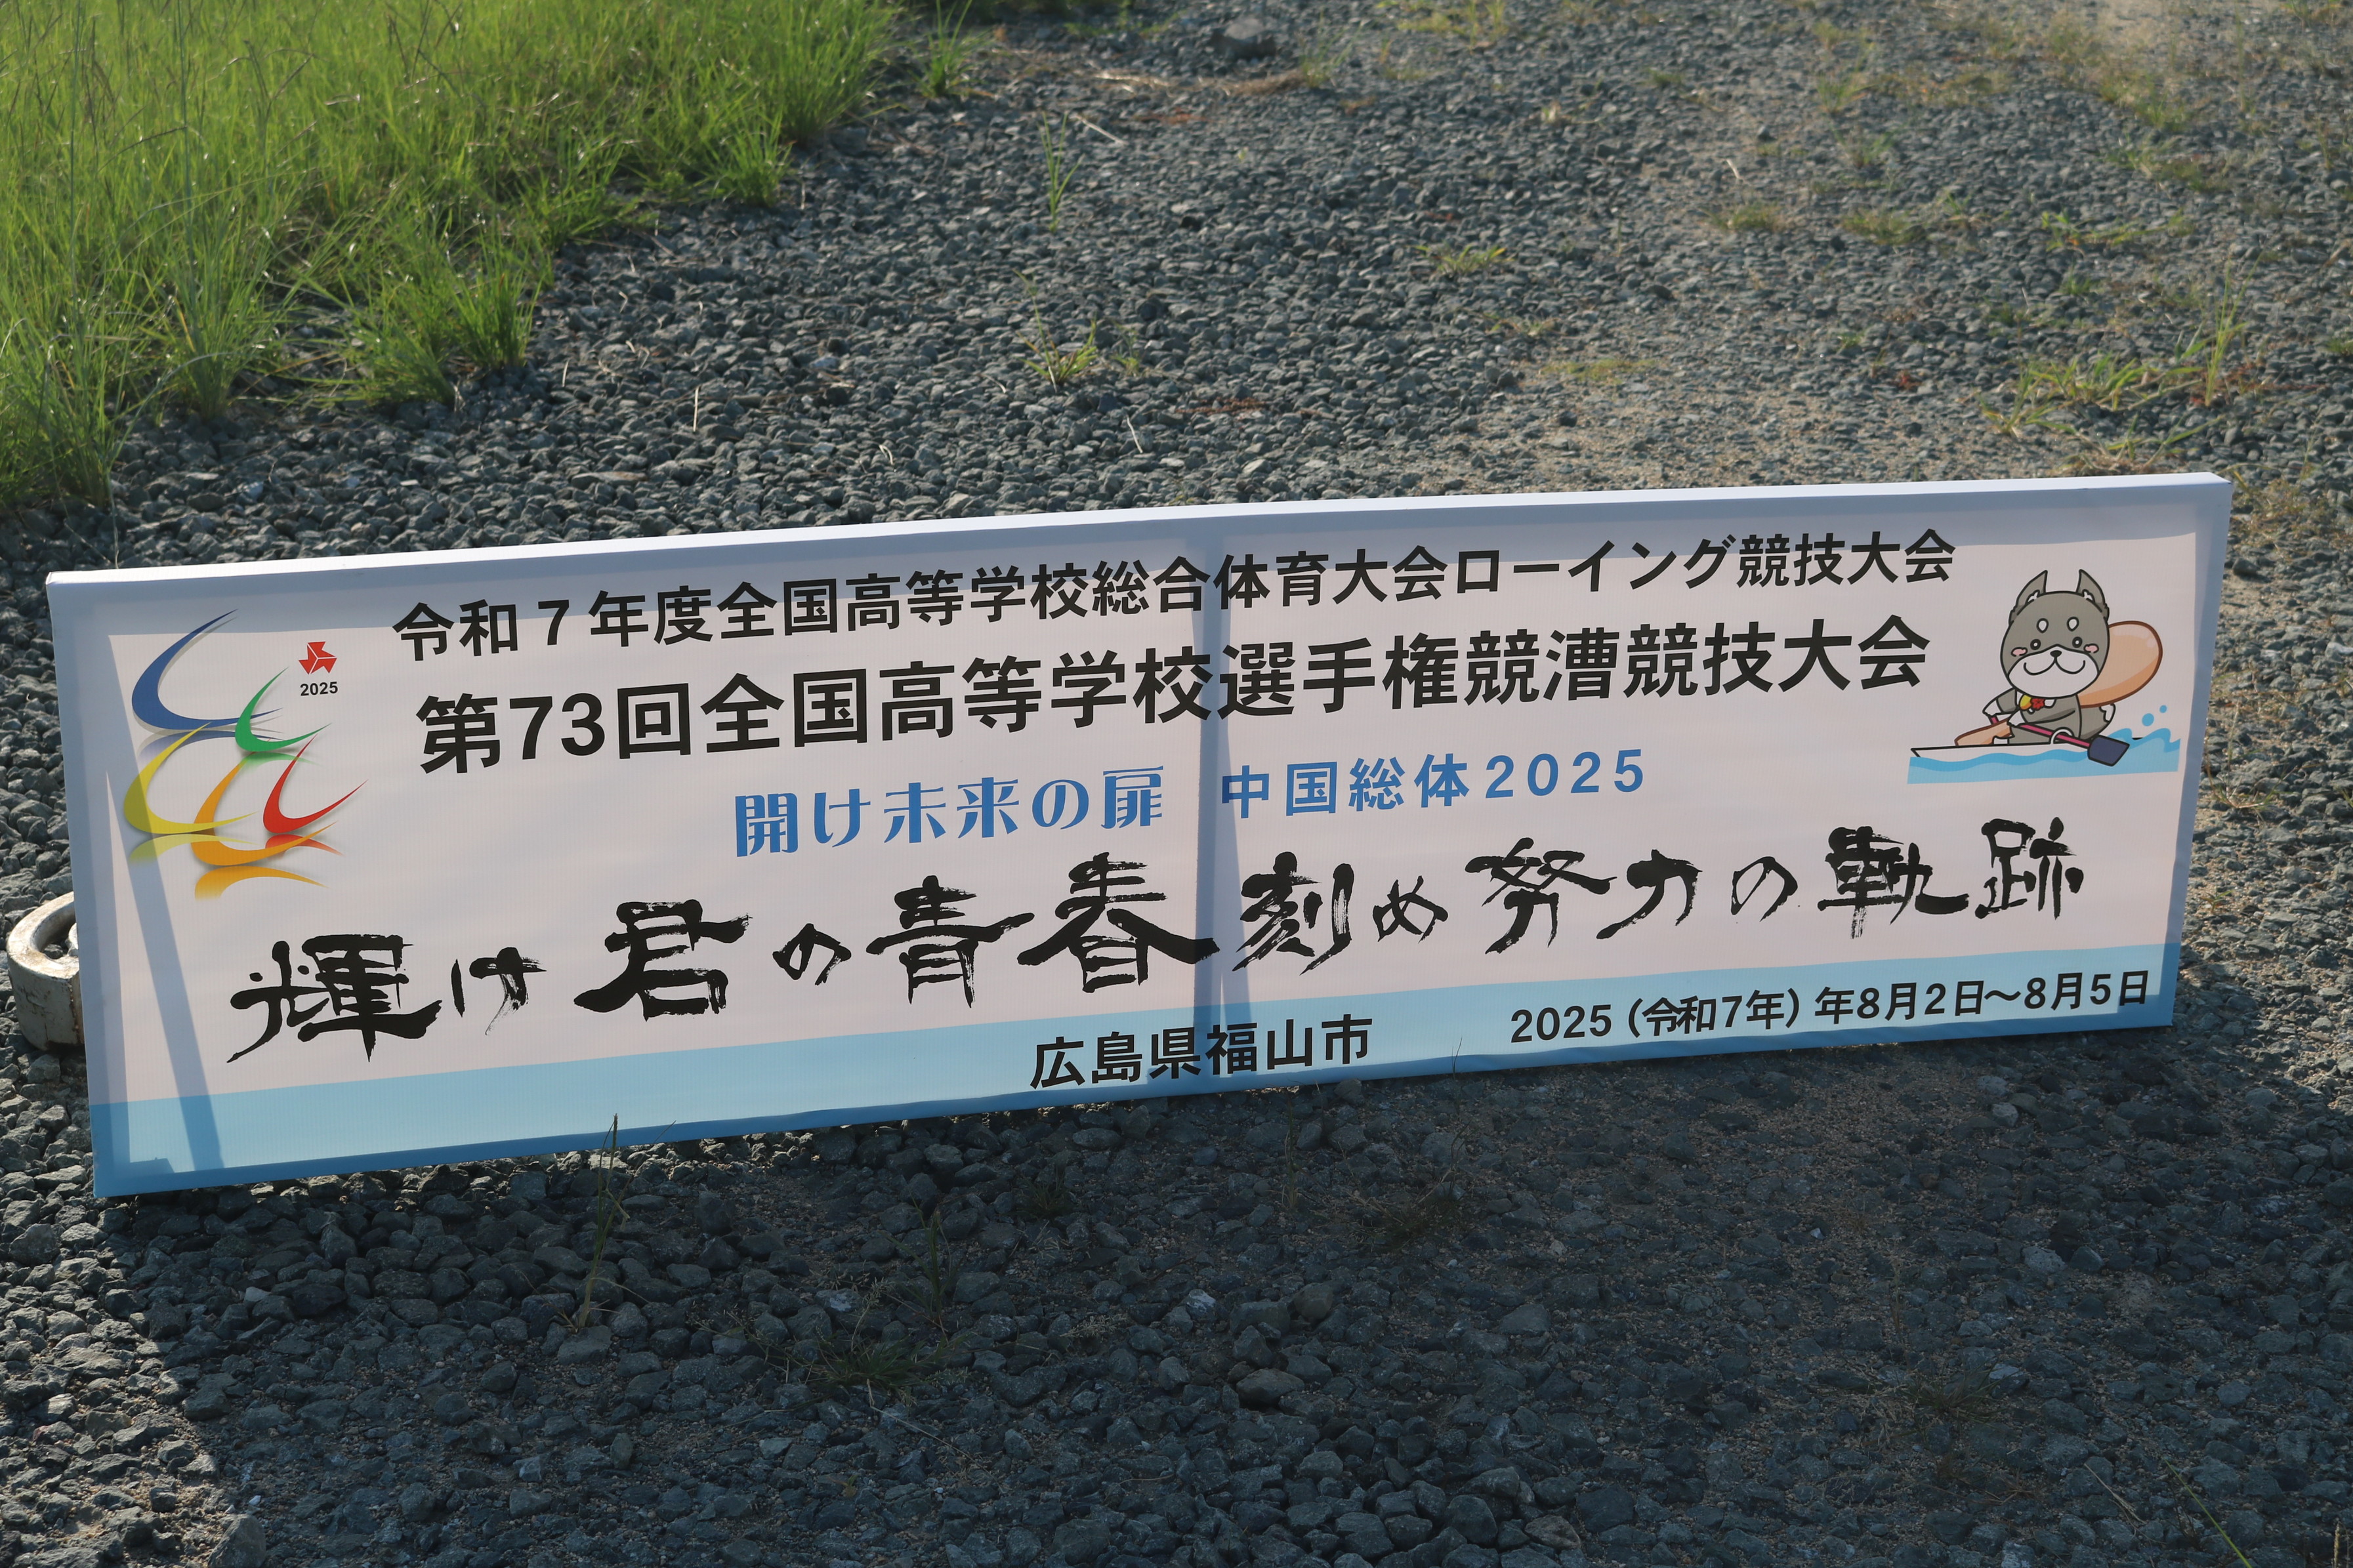 令和7年度全国高等学校総合体育大会ローイング競技大会
2025
第73回全国高等学校選手権競漕競技大会
開け未来の扉 中国総体2025
輝け君の青春刻め努力の軌跡
広島県福山市
2025（令和7年）年8月2日～8月5日